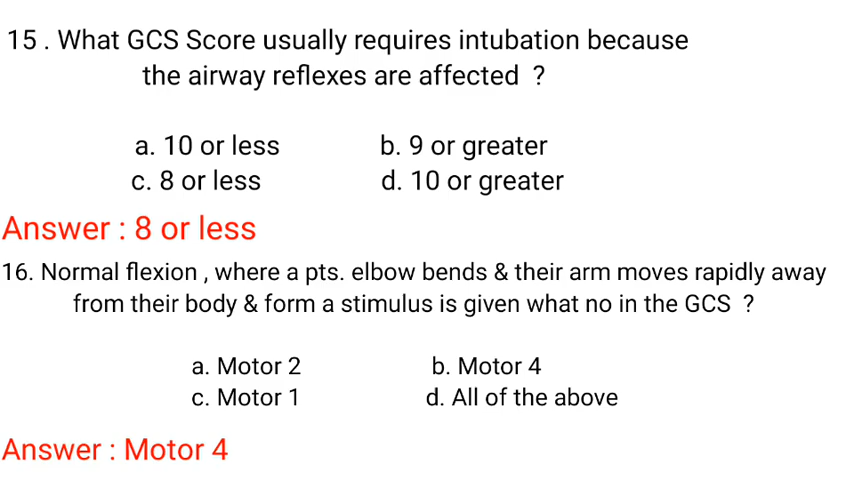 15 . What GCS Score usually requires intubation because
the airway reflexes are affected ?
a. 10 or less b. 9 or greater
c. 8 or less d. 10 or greater
Answer : 8 or less
16. Normal flexion , where a pts. elbow bends & their arm moves rapidly away
from their body & form a stimulus is given what no in the GCS ?
a. Motor 2 b. Motor 4
c. Motor 1 d. All of the above
Answer : Motor 4